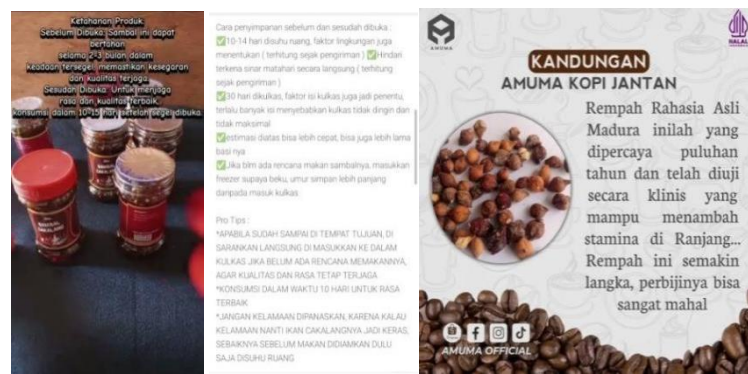 Ketahanan Produk
Sebelum Dibuka: Sambal ini dapat
bertahan
selama 2-3 bulan dalam
keadaan tersegel, memastikan kesegaran
dan kualitas terjaga.
Sesudah Dibuka: Untuk menjaga
rasa dan kualitas terbaik,
konsumsi dalam 10-15 hari setelah segel dibuka.
Cara penyimpanan sebelum dan sesudah dibuka :
✅10-14 hari disuhu ruang, faktor lingkungan juga
menentukan ( terhitung sejak pengiriman ) ✅Hindari
terkena sinar matahari secara langsung ( terhitung
sejak pengiriman )
✅30 hari dikulkas, faktor isi kulkas juga jadi penentu,
terlalu banyak isi menyebabkan kulkas tidak dingin dan
tidak maksimal
✅estimasi diatas bisa lebih cepat, bisa juga lebih lama
basi nya
✅Jika blm ada rencana makan sambalnya, masukkan
freezer supaya beku, umur simpan lebih panjang
daripada masuk kulkas.
Pro Tips :
*APABILA SUDAH SAMPAI DI TEMPAT TUJUAN, DI
SARANKAN LANGSUNG DI MASUKKAN KE DALAM
KULKAS JIKA BELUM ADA RENCANA MEMAKANNYA,
AGAR KUALITAS DAN RASA TETAP TERJAGA
*KONSUMSI DALAM WAKTU 10 HARI UNTUK RASA
TERBAIK
*JANGAN KELAMAAN DIPANASKAN, KARENA KALAU
KELAMAAN NANTI IKAN CAKALANGNYA JADI KERAS,
SEBAIKNYA SEBELUM MAKAN DIDIAMKAN DULU
SAJA DISUHU RUANG
AMUMA
HALAL
KANDUNGAN
AMUMA KOPI JANTAN
Rempah Rahasia Asli
Madura inilah yang
dipercaya puluhan
tahun dan telah diuji
secara klinis yang
mampu menambah
stamina di Ranjang...
Rempah ini semakin
langka, perbijinya bisa
sangat mahal
AMUMA OFFICIAL